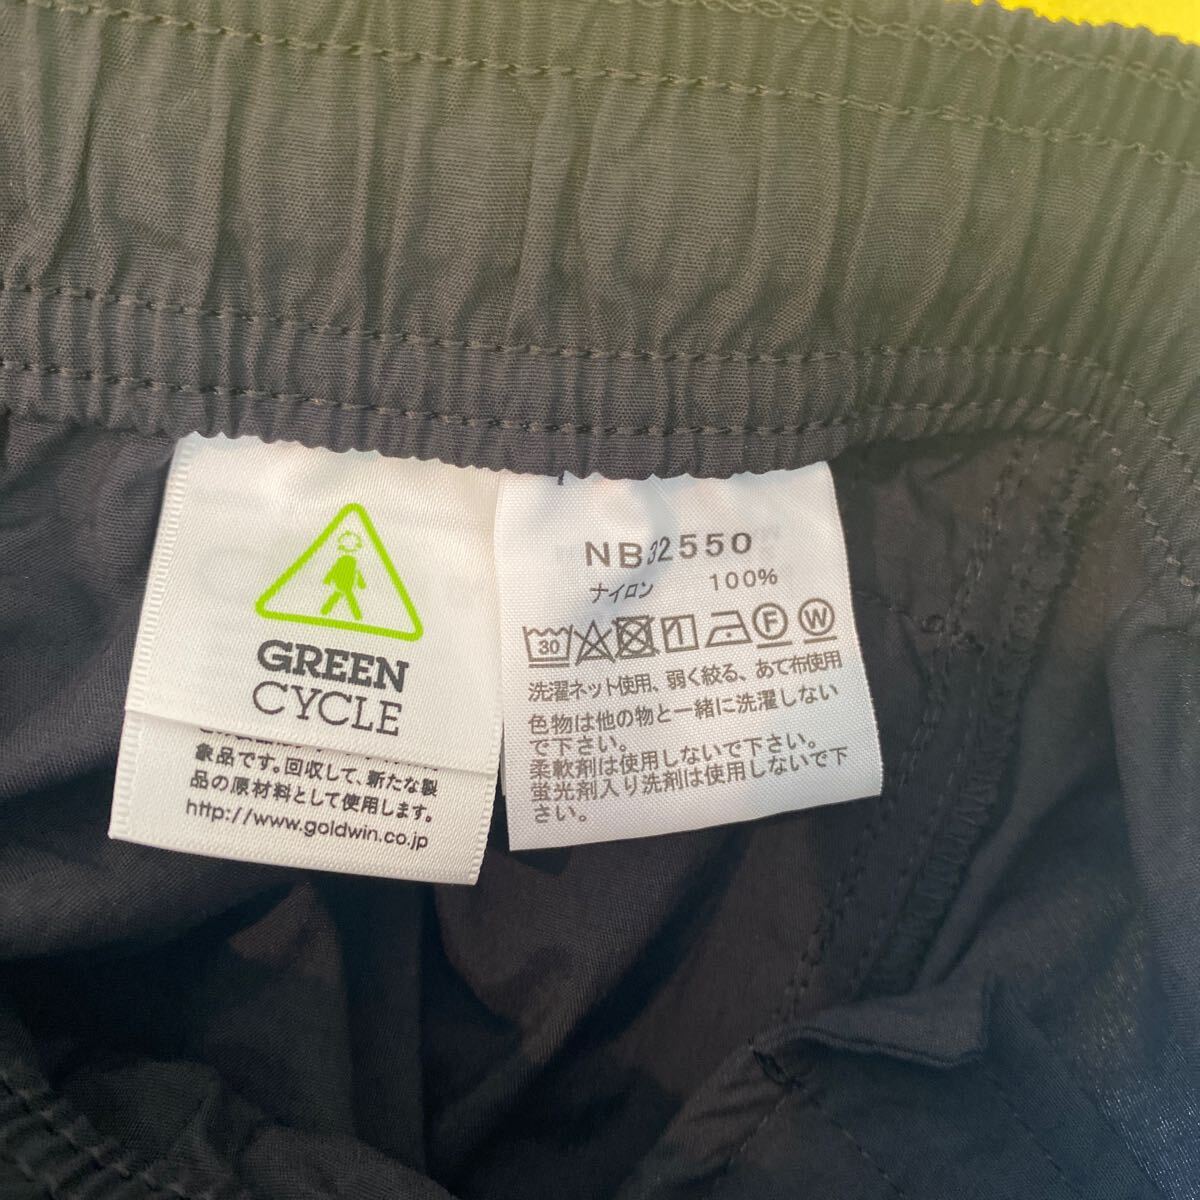 GREEN
CYCLE
象品です。回収して、新たな製
品の原材料として使用します。
http://www.goldwin.co.jp
NB32550
ナイロン 100%
30
F W
洗濯ネット使用、弱く絞る、あて布使用
色物は他の物と一緒に洗濯しない
で下さい。
柔軟剤は使用しないで下さい。
蛍光剤入り洗剤は使用しないで下
さい。